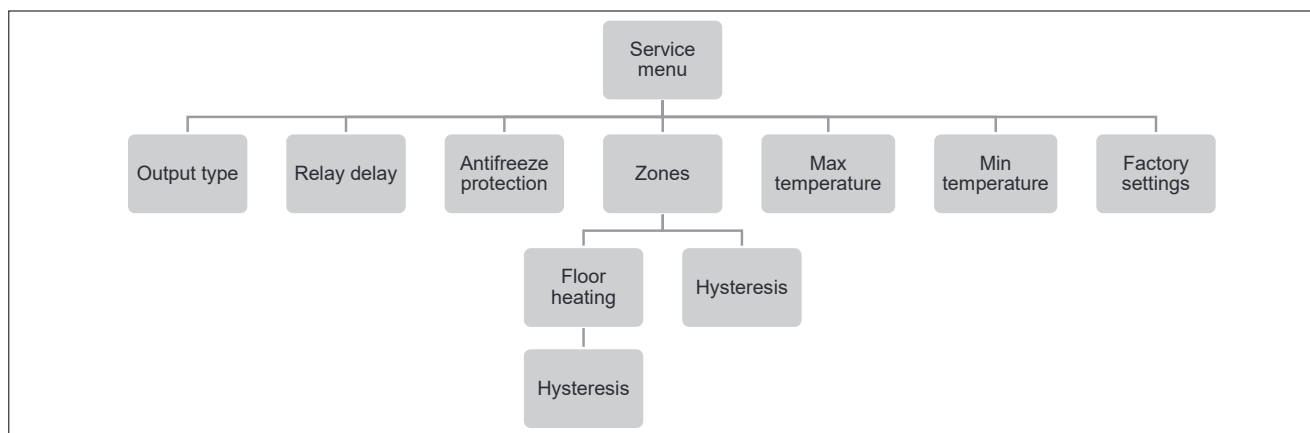 Service
menu
Output type
Relay delay
Antifreeze
protection
Zones
Max
temperature
Min
temperature
Factory
settings
Floor
heating
Hysteresis
Hysteresis